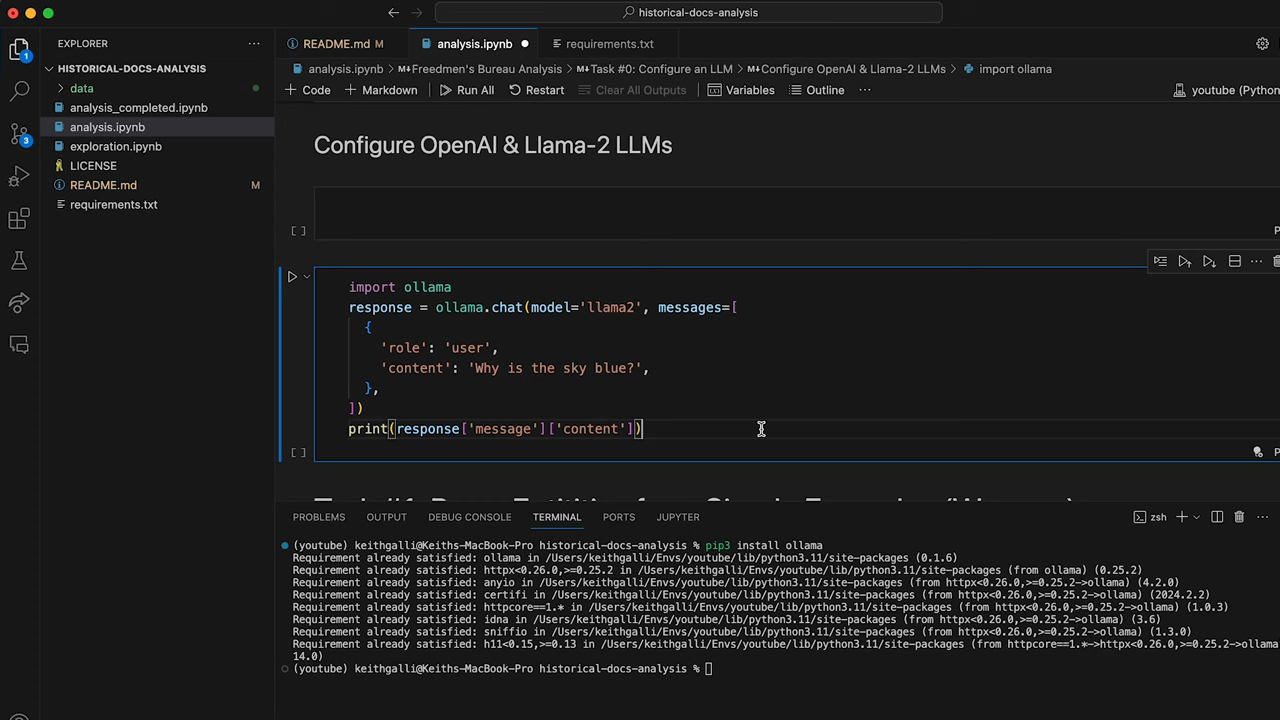 historical-docs-analysis
EXPLORER
README.md M
analysis.ipynb
requirements.txt
HISTORICAL-DOCS-ANALYSIS
analysis.ipynb > M↓Freedmen's Bureau Analysis > M↓Task #0: Configure an LLM > M↓Configure OpenAI & Llama-2 LLMs > import ollama
data
+ Code + Markdown Run All Restart Clear All Outputs Variables Outline ... youtube (Python
analysis_completed.ipynb
analysis.ipynb
exploration.ipynb
LICENSE
README.md M
requirements.txt
1
3
Configure OpenAI & Llama-2 LLMs
[ ]
import ollama
response = ollama.chat(model='llama2', messages=[
{
'role': 'user',
'content': 'Why is the sky blue?',
},
])
print(response['message']['content'])
[ ]
PROBLEMS OUTPUT DEBUG CONSOLE TERMINAL PORTS JUPYTER zsh
(youtube) keithgalli@Keiths-MacBook-Pro historical-docs-analysis % pip3 install ollama
Requirement already satisfied: ollama in /Users/keithgalli/Envs/youtube/lib/python3.11/site-packages (0.1.6)
Requirement already satisfied: httpx<0.26.0,>=0.25.2 in /Users/keithgalli/Envs/youtube/lib/python3.11/site-packages (from ollama) (0.25.2)
Requirement already satisfied: anyio in /Users/keithgalli/Envs/youtube/lib/python3.11/site-packages (from httpx<0.26.0,>=0.25.2->ollama) (4.2.0)
Requirement already satisfied: certifi in /Users/keithgalli/Envs/youtube/lib/python3.11/site-packages (from httpx<0.26.0,>=0.25.2->ollama) (2024.2.2)
Requirement already satisfied: httpcore==1.* in /Users/keithgalli/Envs/youtube/lib/python3.11/site-packages (from httpx<0.26.0,>=0.25.2->ollama) (1.0.3)
Requirement already satisfied: idna in /Users/keithgalli/Envs/youtube/lib/python3.11/site-packages (from httpx<0.26.0,>=0.25.2->ollama) (3.6)
Requirement already satisfied: sniffio in /Users/keithgalli/Envs/youtube/lib/python3.11/site-packages (from httpx<0.26.0,>=0.25.2->ollama) (1.3.0)
Requirement already satisfied: h11<0.15,>=0.13 in /Users/keithgalli/Envs/youtube/lib/python3.11/site-packages (from httpcore==1.*->httpx<0.26.0,>=0.25.2->ollama) (0.
14.0)
(youtube) keithgalli@Keiths-MacBook-Pro historical-docs-analysis %